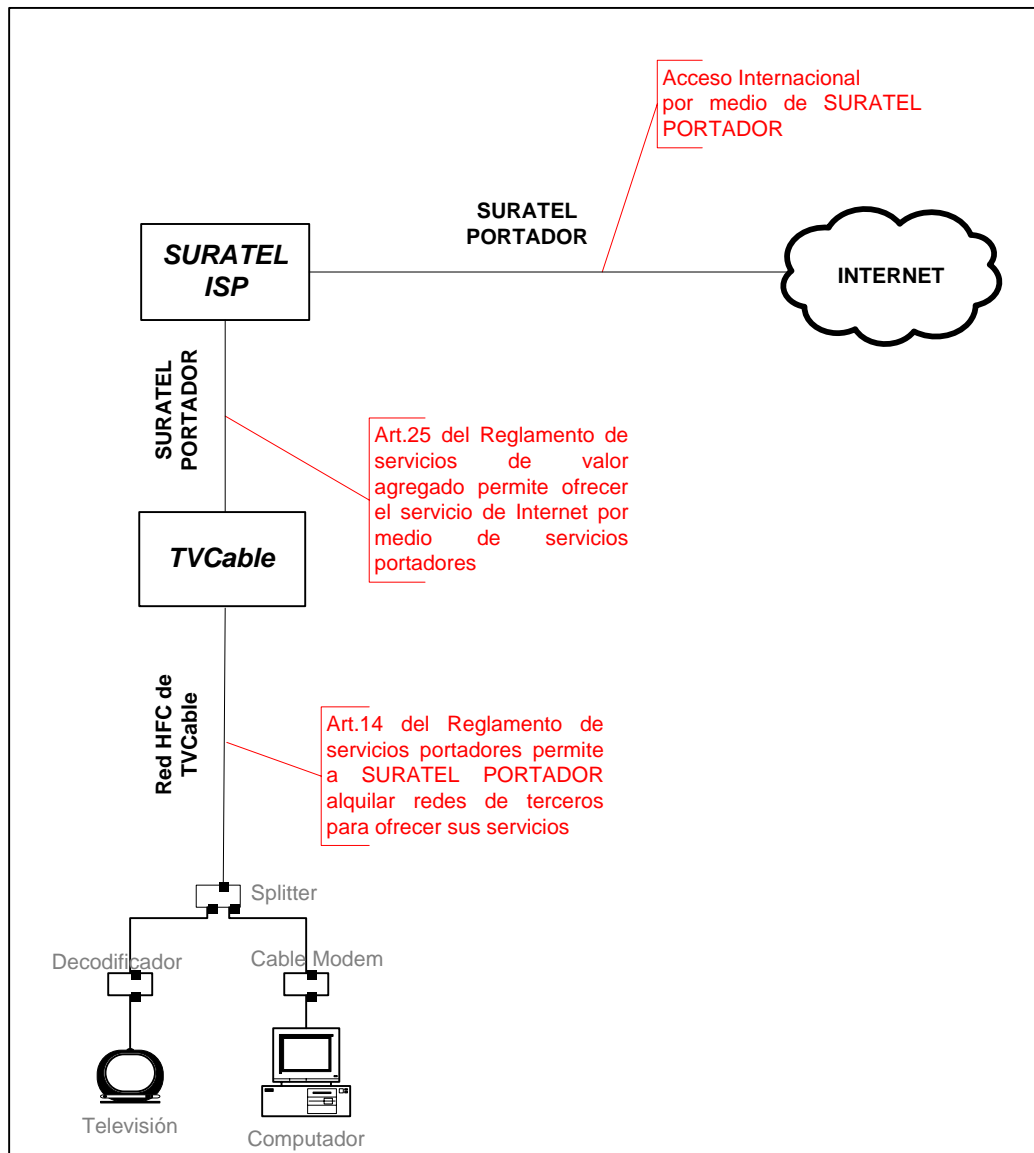 Acceso Internacional
por medio de SURATEL
PORTADOR
SURATEL
PORTADOR
SURATEL
ISP
INTERNET
SURATEL
PORTADOR
Art.25 del Reglamento de
servicios de valor
agregado permite ofrecer
el servicio de Internet por
medio de servicios
portadores
TVCable
Red HFC de
TVCable
Art.14 del Reglamento de
servicios portadores permite
a SURATEL PORTADOR
alquilar redes de terceros
para ofrecer sus servicios
Splitter
Decodificador
Cable Modem
Televisión
Computador